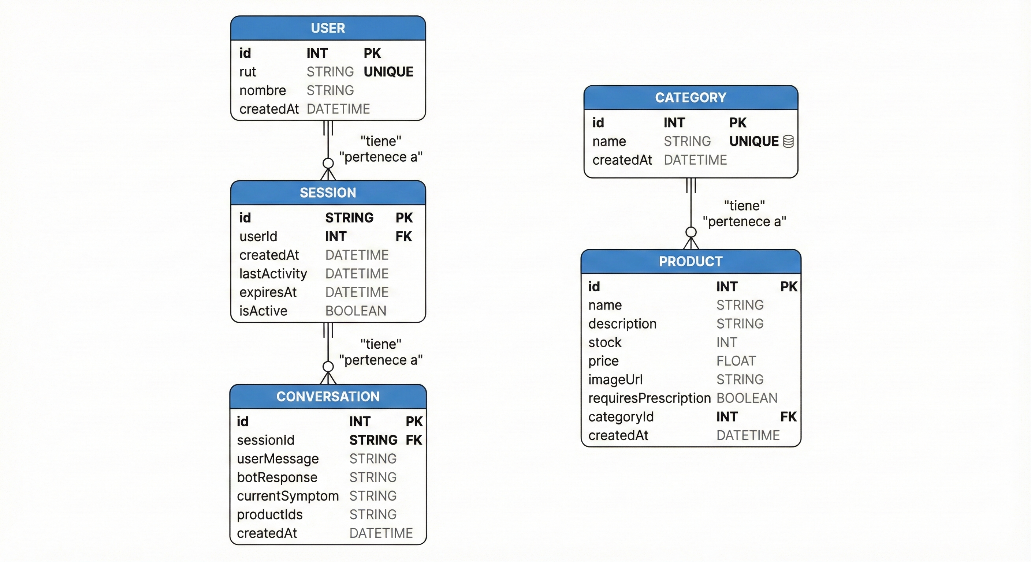 USER
id INT PK
rut STRING UNIQUE
nombre STRING
createdAt DATETIME
"tiene"
"pertenece a"
SESSION
id STRING PK
userId INT FK
createdAt DATETIME
lastActivity DATETIME
expiresAt DATETIME
isActive BOOLEAN
"tiene"
"pertenece a"
CONVERSATION
id INT PK
sessionId STRING FK
userMessage STRING
botResponse STRING
currentSymptom STRING
productIds STRING
createdAt DATETIME
CATEGORY
id INT PK
name STRING UNIQUE
createdAt DATETIME
"tiene"
"pertenece a"
PRODUCT
id INT PK
name STRING
description STRING
stock INT
price FLOAT
imageUrl STRING
requiresPrescription BOOLEAN
categoryId INT FK
createdAt DATETIME